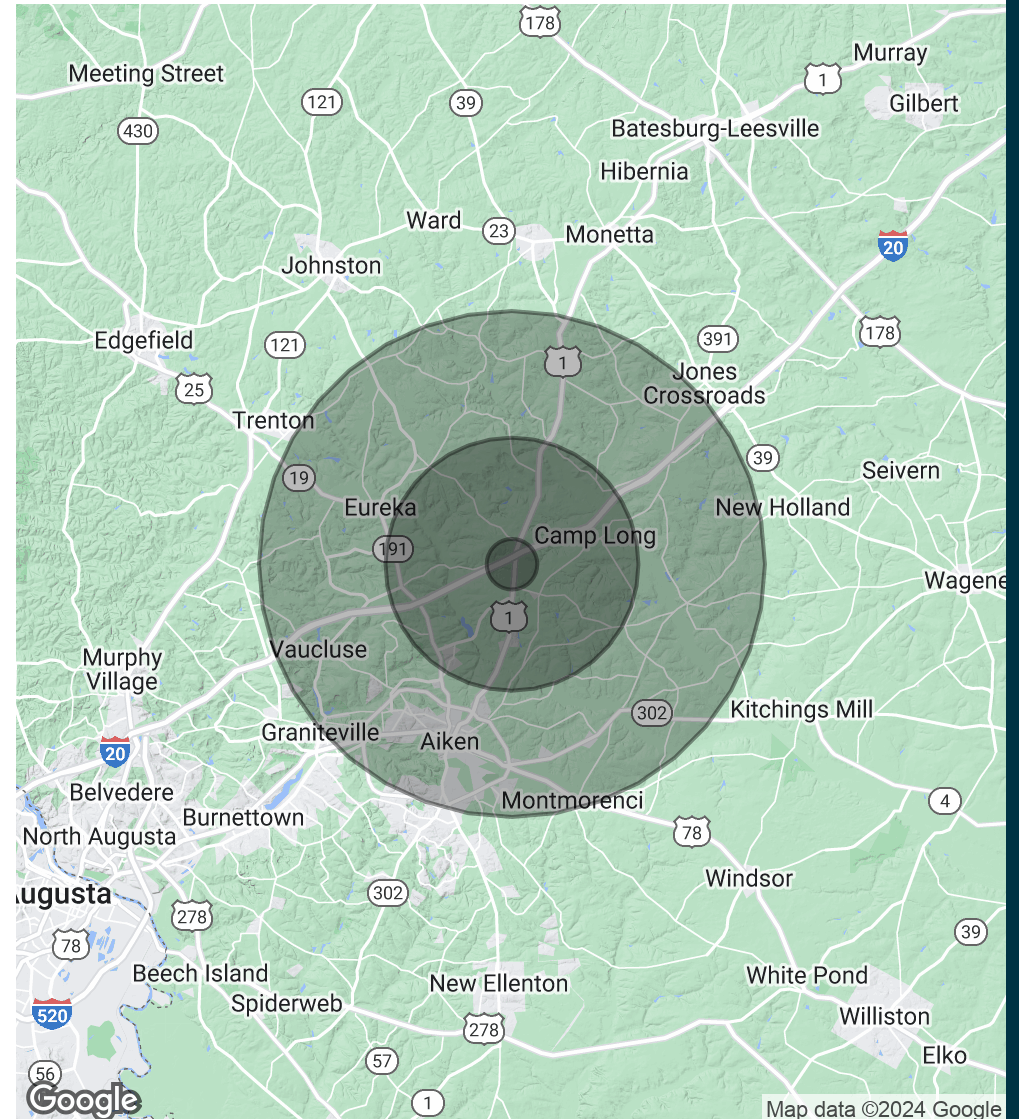 178
Murray
1
Meeting Street
Gilbert
121
39
430
Batesburg-Leesville
Hibernia
Ward
23
Monetta
20
Johnston
Edgefield
121
391
178
1
Jones
Crossroads
25
Trenton
39
Seivern
19
Eureka
New Holland
Camp Long
191
Wagene
1
Vaucluse
Murphy
Village
302
Kitchings Mill
Graniteville
Aiken
20
Belvedere
Montmorenci
4
Burnettown
North Augusta
78
Windsor
302
Augusta
278
39
78
Beech Island
White Pond
New Ellenton
Spiderweb
520
Williston
278
Elko
57
56
Google
1
Map data ©2024 Google